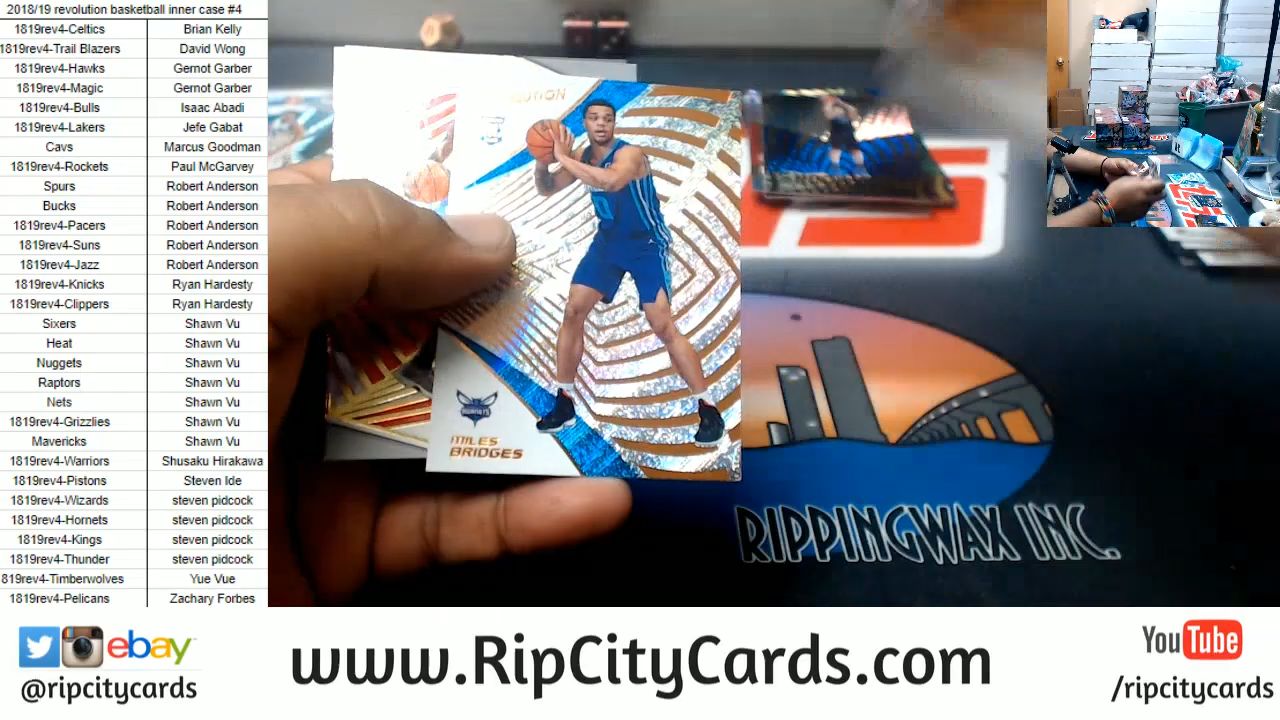 2018/19 revolution basketball inner case #4
1819rev4-Celtics Brian Kelly
1819rev4-Trail Blazers David Wong
1819rev4-Hawks Gernot Garber
1819rev4-Magic Gernot Garber
1819rev4-Bulls Isaac Abadi
1819rev4-Lakers Jefe Gabat
Cavs Marcus Goodman
1819rev4-Rockets Paul McGarvey
Spurs Robert Anderson
Bucks Robert Anderson
1819rev4-Pacers Robert Anderson
1819rev4-Suns Robert Anderson
1819rev4-Jazz Robert Anderson
1819rev4-Knicks Ryan Hardesty
1819rev4-Clippers Ryan Hardesty
Sixers Shawn Vu
Heat Shawn Vu
Nuggets Shawn Vu
Raptors Shawn Vu
Nets Shawn Vu
1819rev4-Grizzlies Shawn Vu
Mavericks Shawn Vu
1819rev4-Warriors Shusaku Hirakawa
1819rev4-Pistons Steven Ide
1819rev4-Wizards steven pidcock
1819rev4-Hornets steven pidcock
1819rev4-Kings steven pidcock
1819rev4-Thunder steven pidcock
819rev4-Timberwolves Yue Vue
1819rev4-Pelicans Zachary Forbes
HORNETS
MILES
BRIDGES
RIPPINGWAX INC.
ebay
@ripcitycards
www.RipCityCards.com
YouTube
/ripcitycards